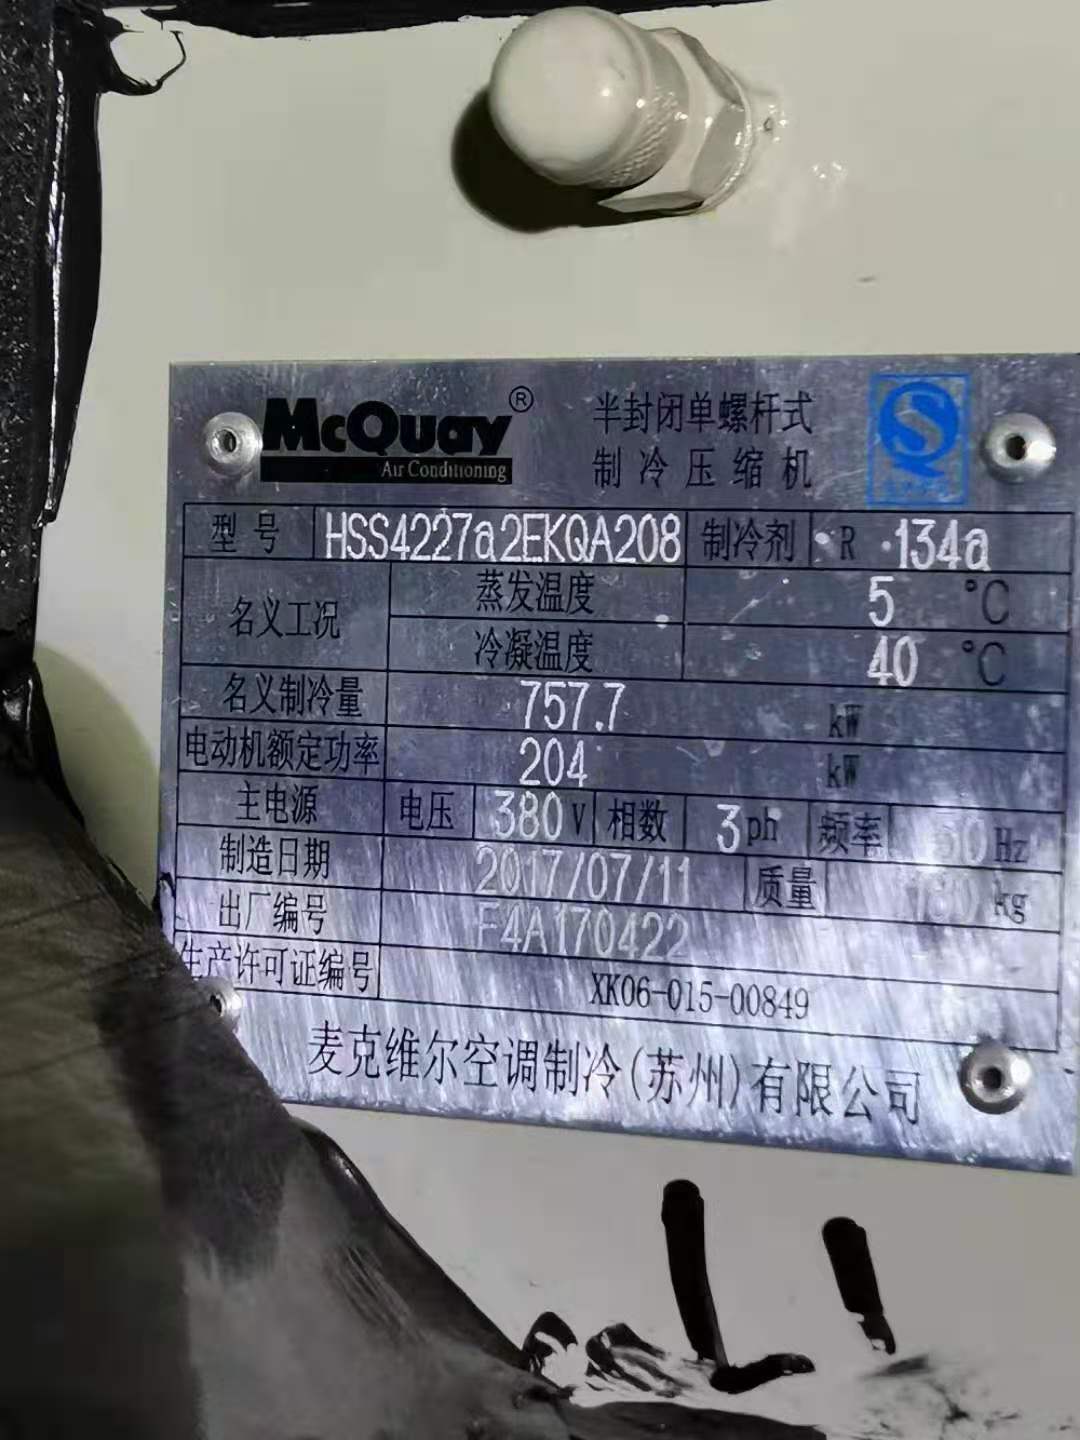 McQuay®
Air Conditioning
半封闭单螺杆式
制冷压缩机
型号 HSS4227a2EKQA208 制冷剂 R 134a
名义工况 蒸发温度 5 °C
冷凝温度 40 °C
名义制冷量 757.7 kW
电动机额定功率 204 kW
主电源 电压 380 V 相数 3 ph 频率 50 Hz
制造日期 2017/07/11 质量 kg
出厂编号 F4A170422
生产许可证编号 XK06-015-00849
麦克维尔空调制冷(苏州)有限公司